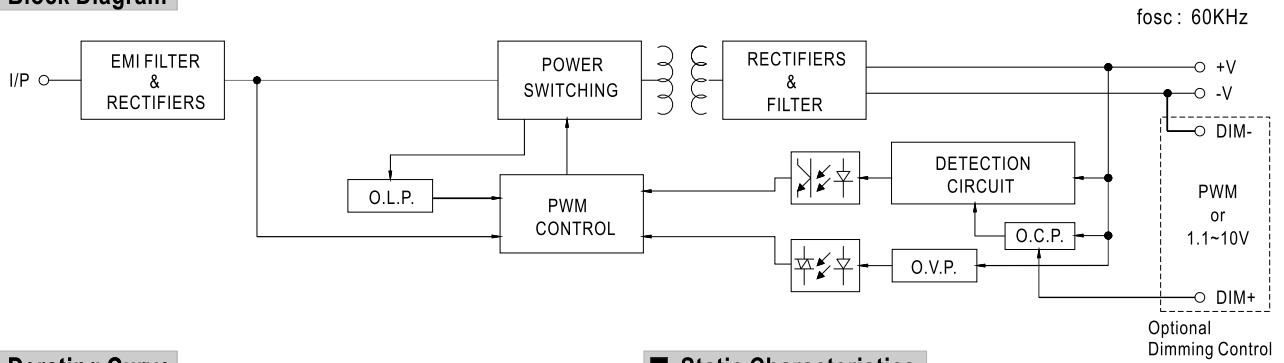 Block Diagram
fosc : 60KHz
I/P
EMI FILTER
&
RECTIFIERS
POWER
SWITCHING
RECTIFIERS
&
FILTER
+V
-V
DIM-
O.L.P.
PWM
CONTROL
DETECTION
CIRCUIT
O.C.P.
O.V.P.
PWM
or
1.1~10V
DIM+
Optional
Dimming Control
Derating Curve
Static Characteristics